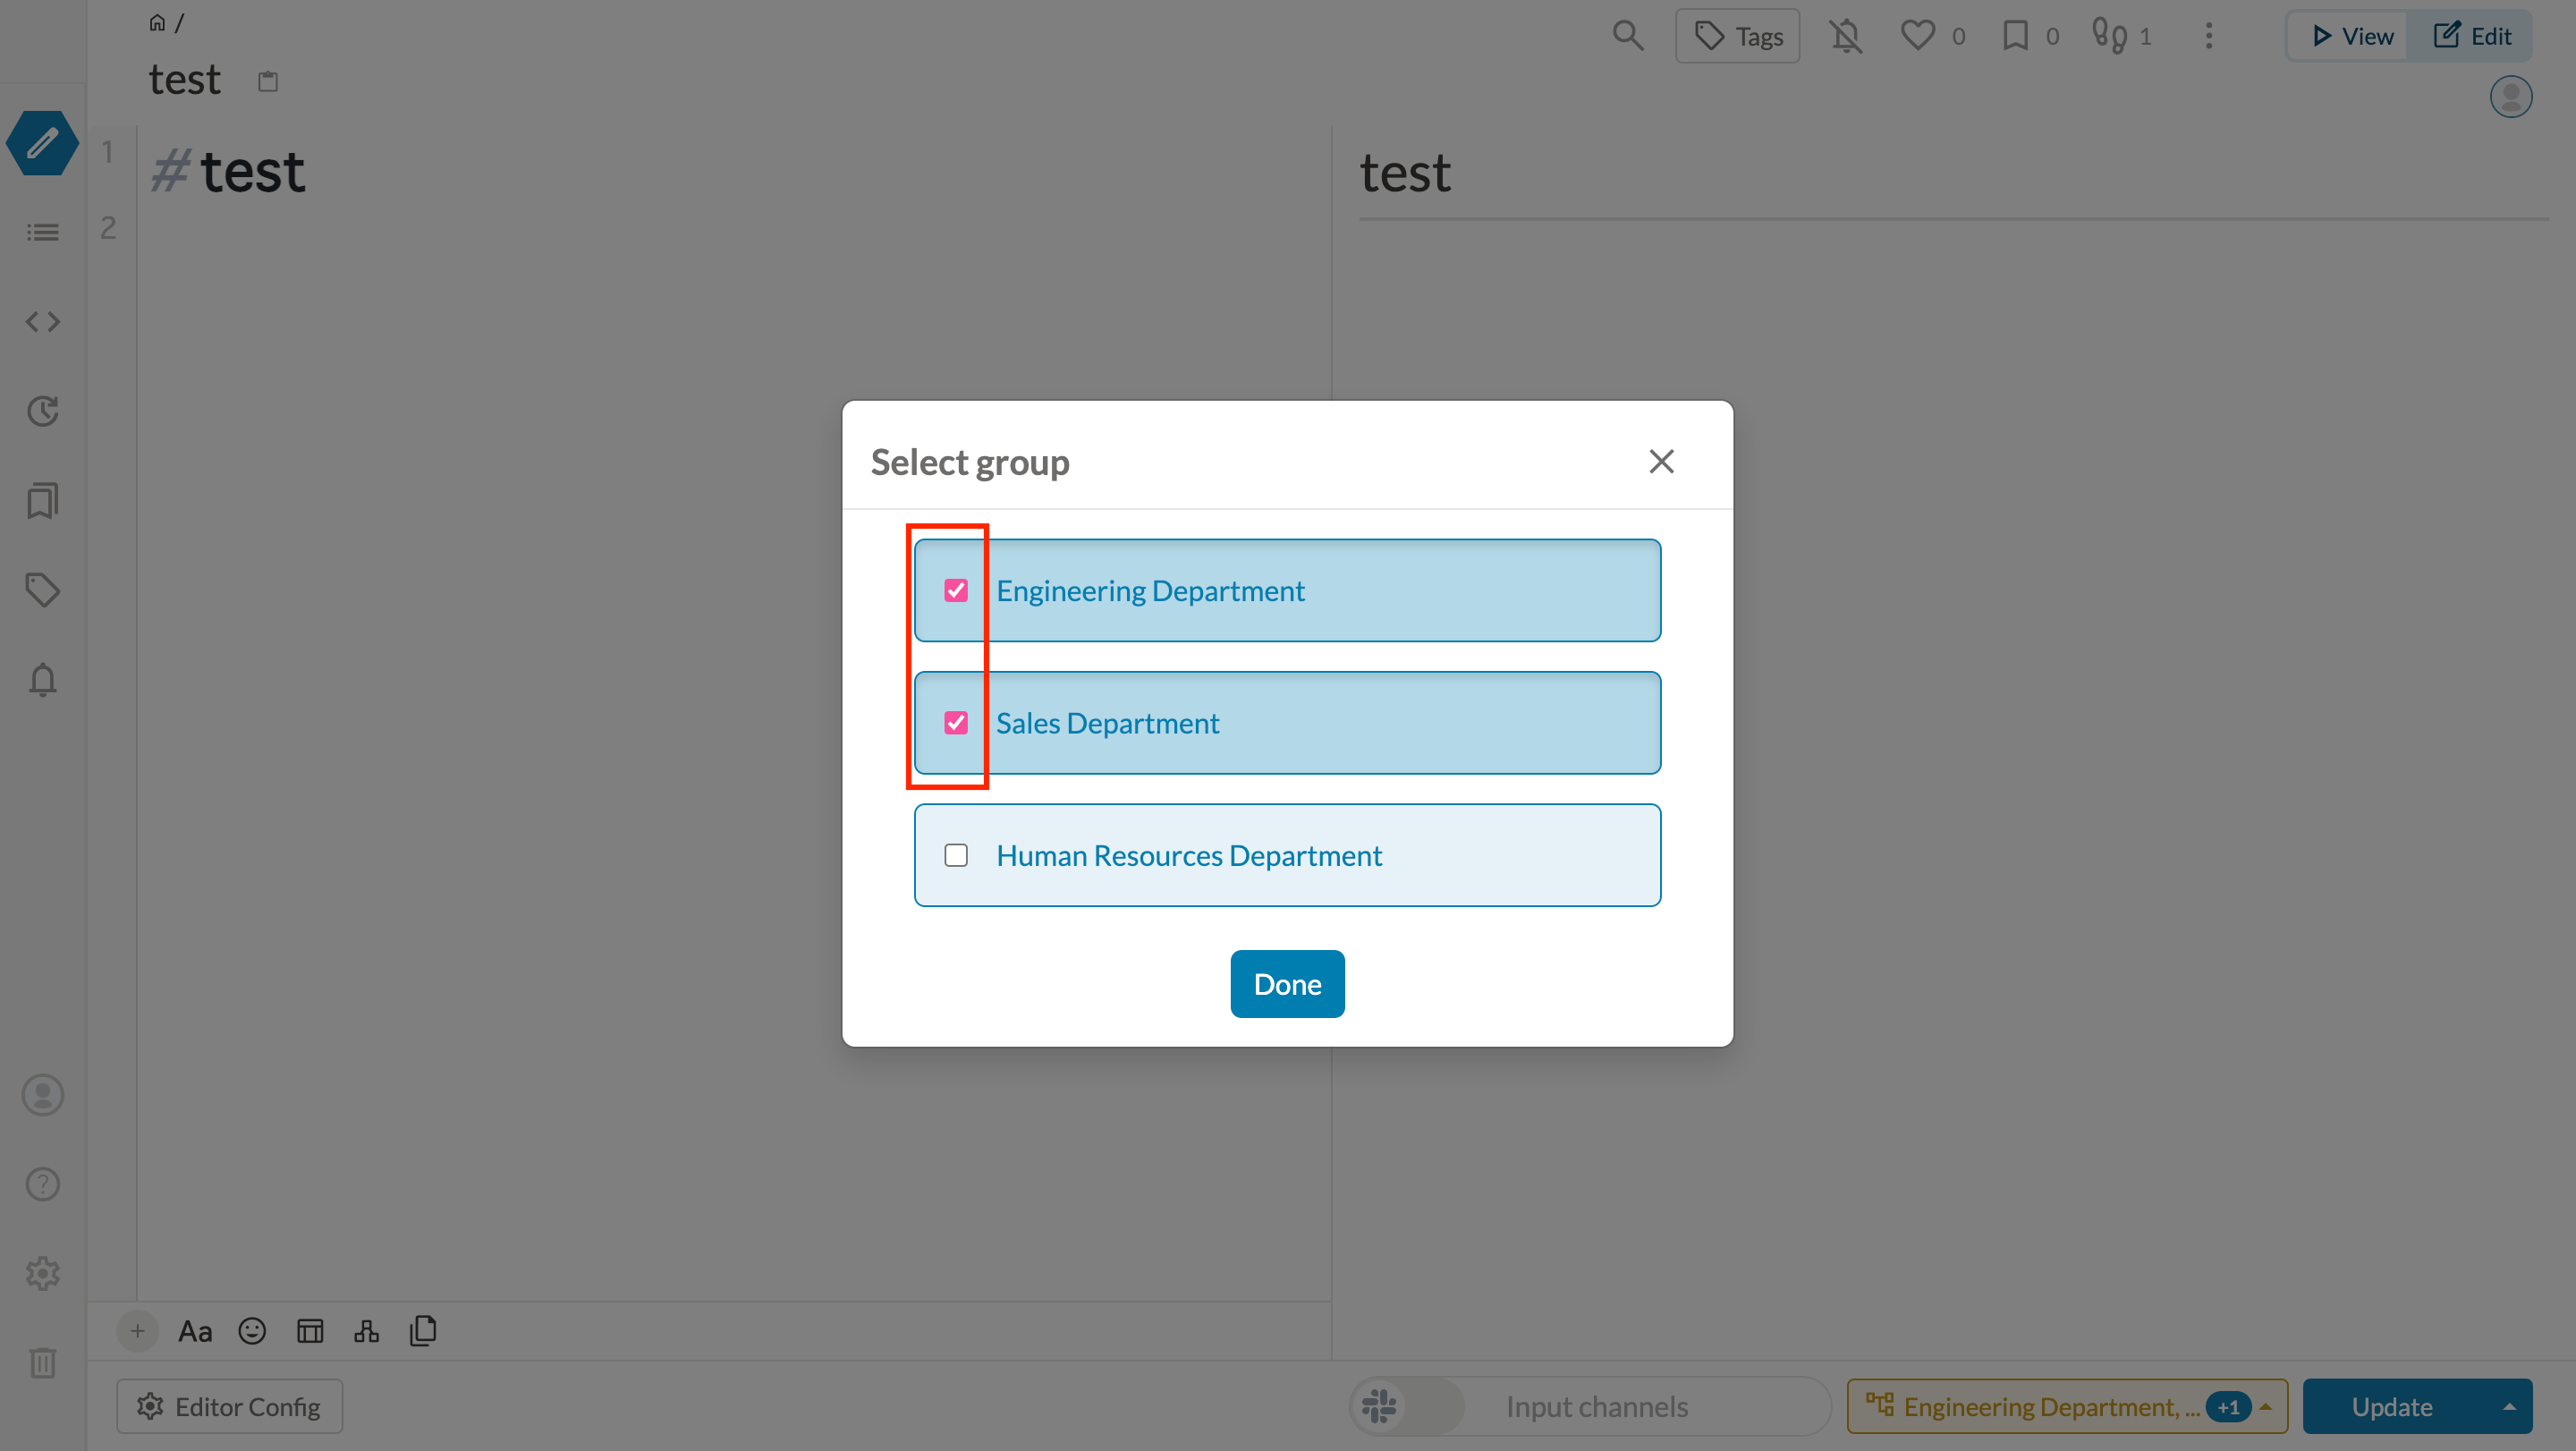 /
test
Tags
0
0
1
View
Edit
1
# test
2
test
Select group
Engineering Department
Sales Department
Human Resources Department
Done
Aa
Editor Config
Input channels
Engineering Department, ...
+1
Update